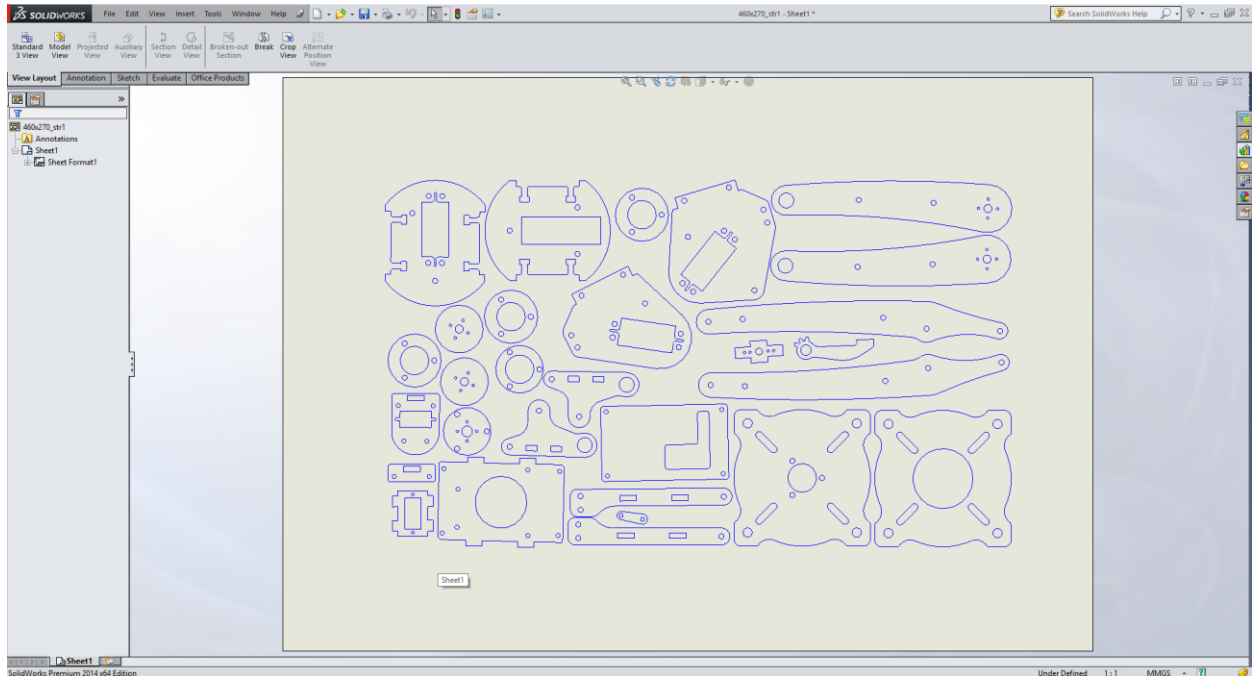 SOLIDWORKS File Edit View Insert Tools Window Help 460x270_str1 - Sheet1 * Search SolidWorks Help
Standard 3 View
Model View
Projected View
Auxiliary View
Section View
Detail View
Broken-out Section
Break
Crop View
Alternate Position View
View Layout Annotation Sketch Evaluate Office Products
460x270_str1
Annotations
Sheet1
Sheet Format1
Sheet1
Sheet1
SolidWorks Premium 2014 x64 Edition Under Defined 1:1 MMGS